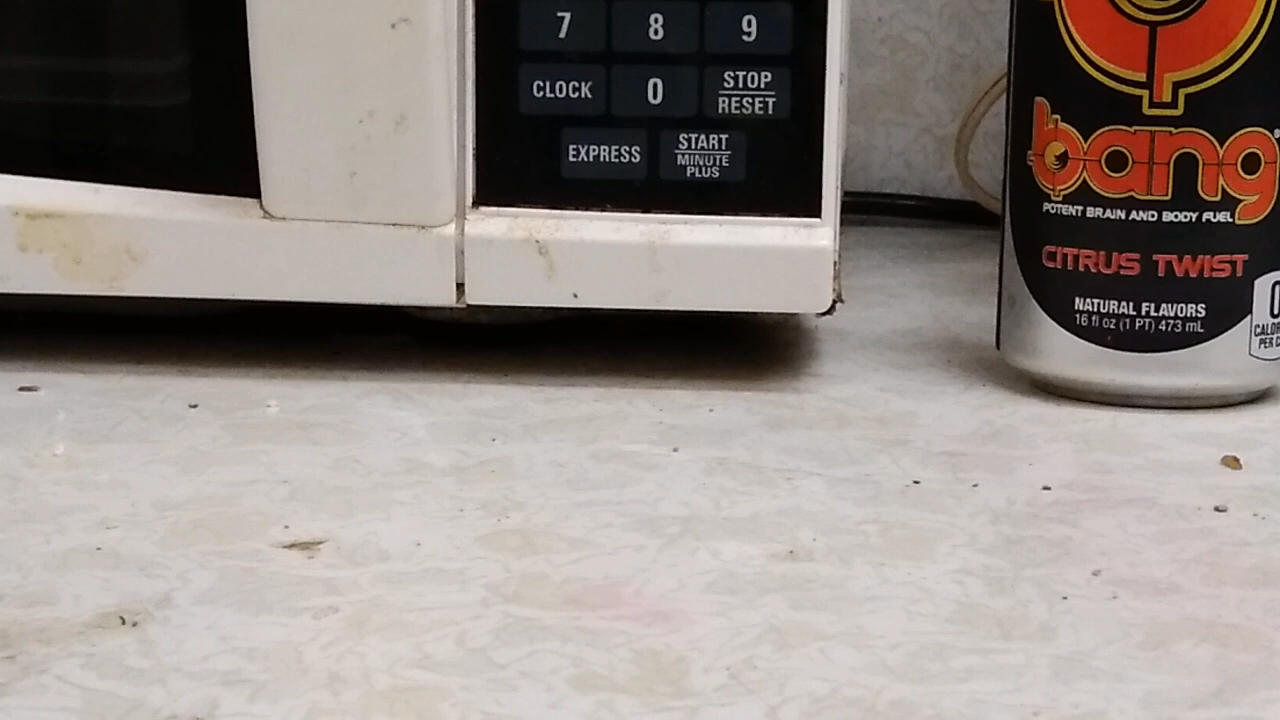 7 8 9
CLOCK 0 STOP
RESET
EXPRESS START
MINUTE
PLUS
bang
POTENT BRAIN AND BODY FUEL
CITRUS TWIST
NATURAL FLAVORS
16 fl oz (1 PT) 473 mL
0